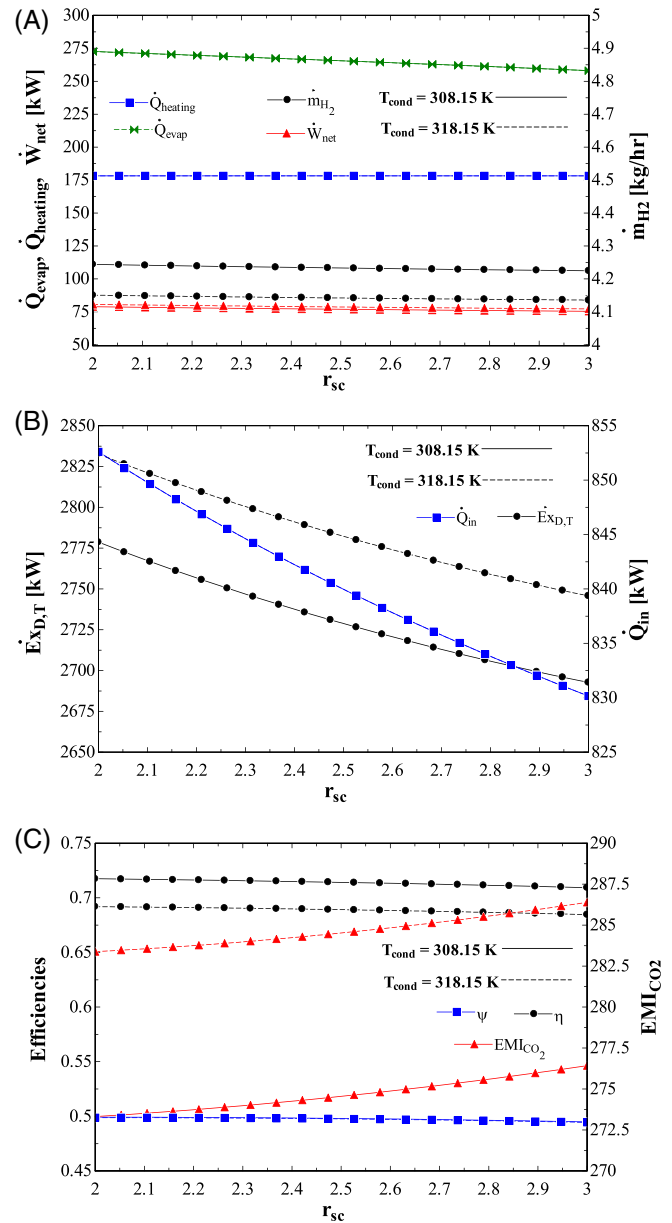 (A)
300
275
250
225
200
175
150
125
100
75
50
Q̇evap, Q̇heating, Ẇnet [kW]
Q̇heating
Q̇evap
ṁH2
Ẇnet
Tcond = 308.15 K
Tcond = 318.15 K
5
4.9
4.8
4.7
4.6
4.5
4.4
4.3
4.2
4.1
4
ṁH2 [kg/hr]
2 2.1 2.2 2.3 2.4 2.5 2.6 2.7 2.8 2.9 3
rsc
(B)
2850
2825
2800
2775
2750
2725
2700
2675
2650
ĖxD,T [kW]
Tcond = 308.15 K
Tcond = 318.15 K
Q̇in ĖxD,T
855
850
845
840
835
830
825
Q̇in [kW]
2 2.1 2.2 2.3 2.4 2.5 2.6 2.7 2.8 2.9 3
rsc
(C)
0.75
0.7
0.65
0.6
0.55
0.5
0.45
Efficiencies
Tcond = 308.15 K
Tcond = 318.15 K
ψ η
EMICO2
290
287.5
285
282.5
280
277.5
275
272.5
270
EMICO2
2 2.1 2.2 2.3 2.4 2.5 2.6 2.7 2.8 2.9 3
rsc